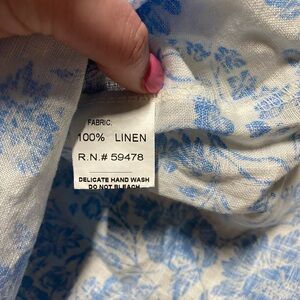 FABRIC:
100% LINEN
R.N.# 59478
DELICATE HAND WASH
DO NOT BLEACH